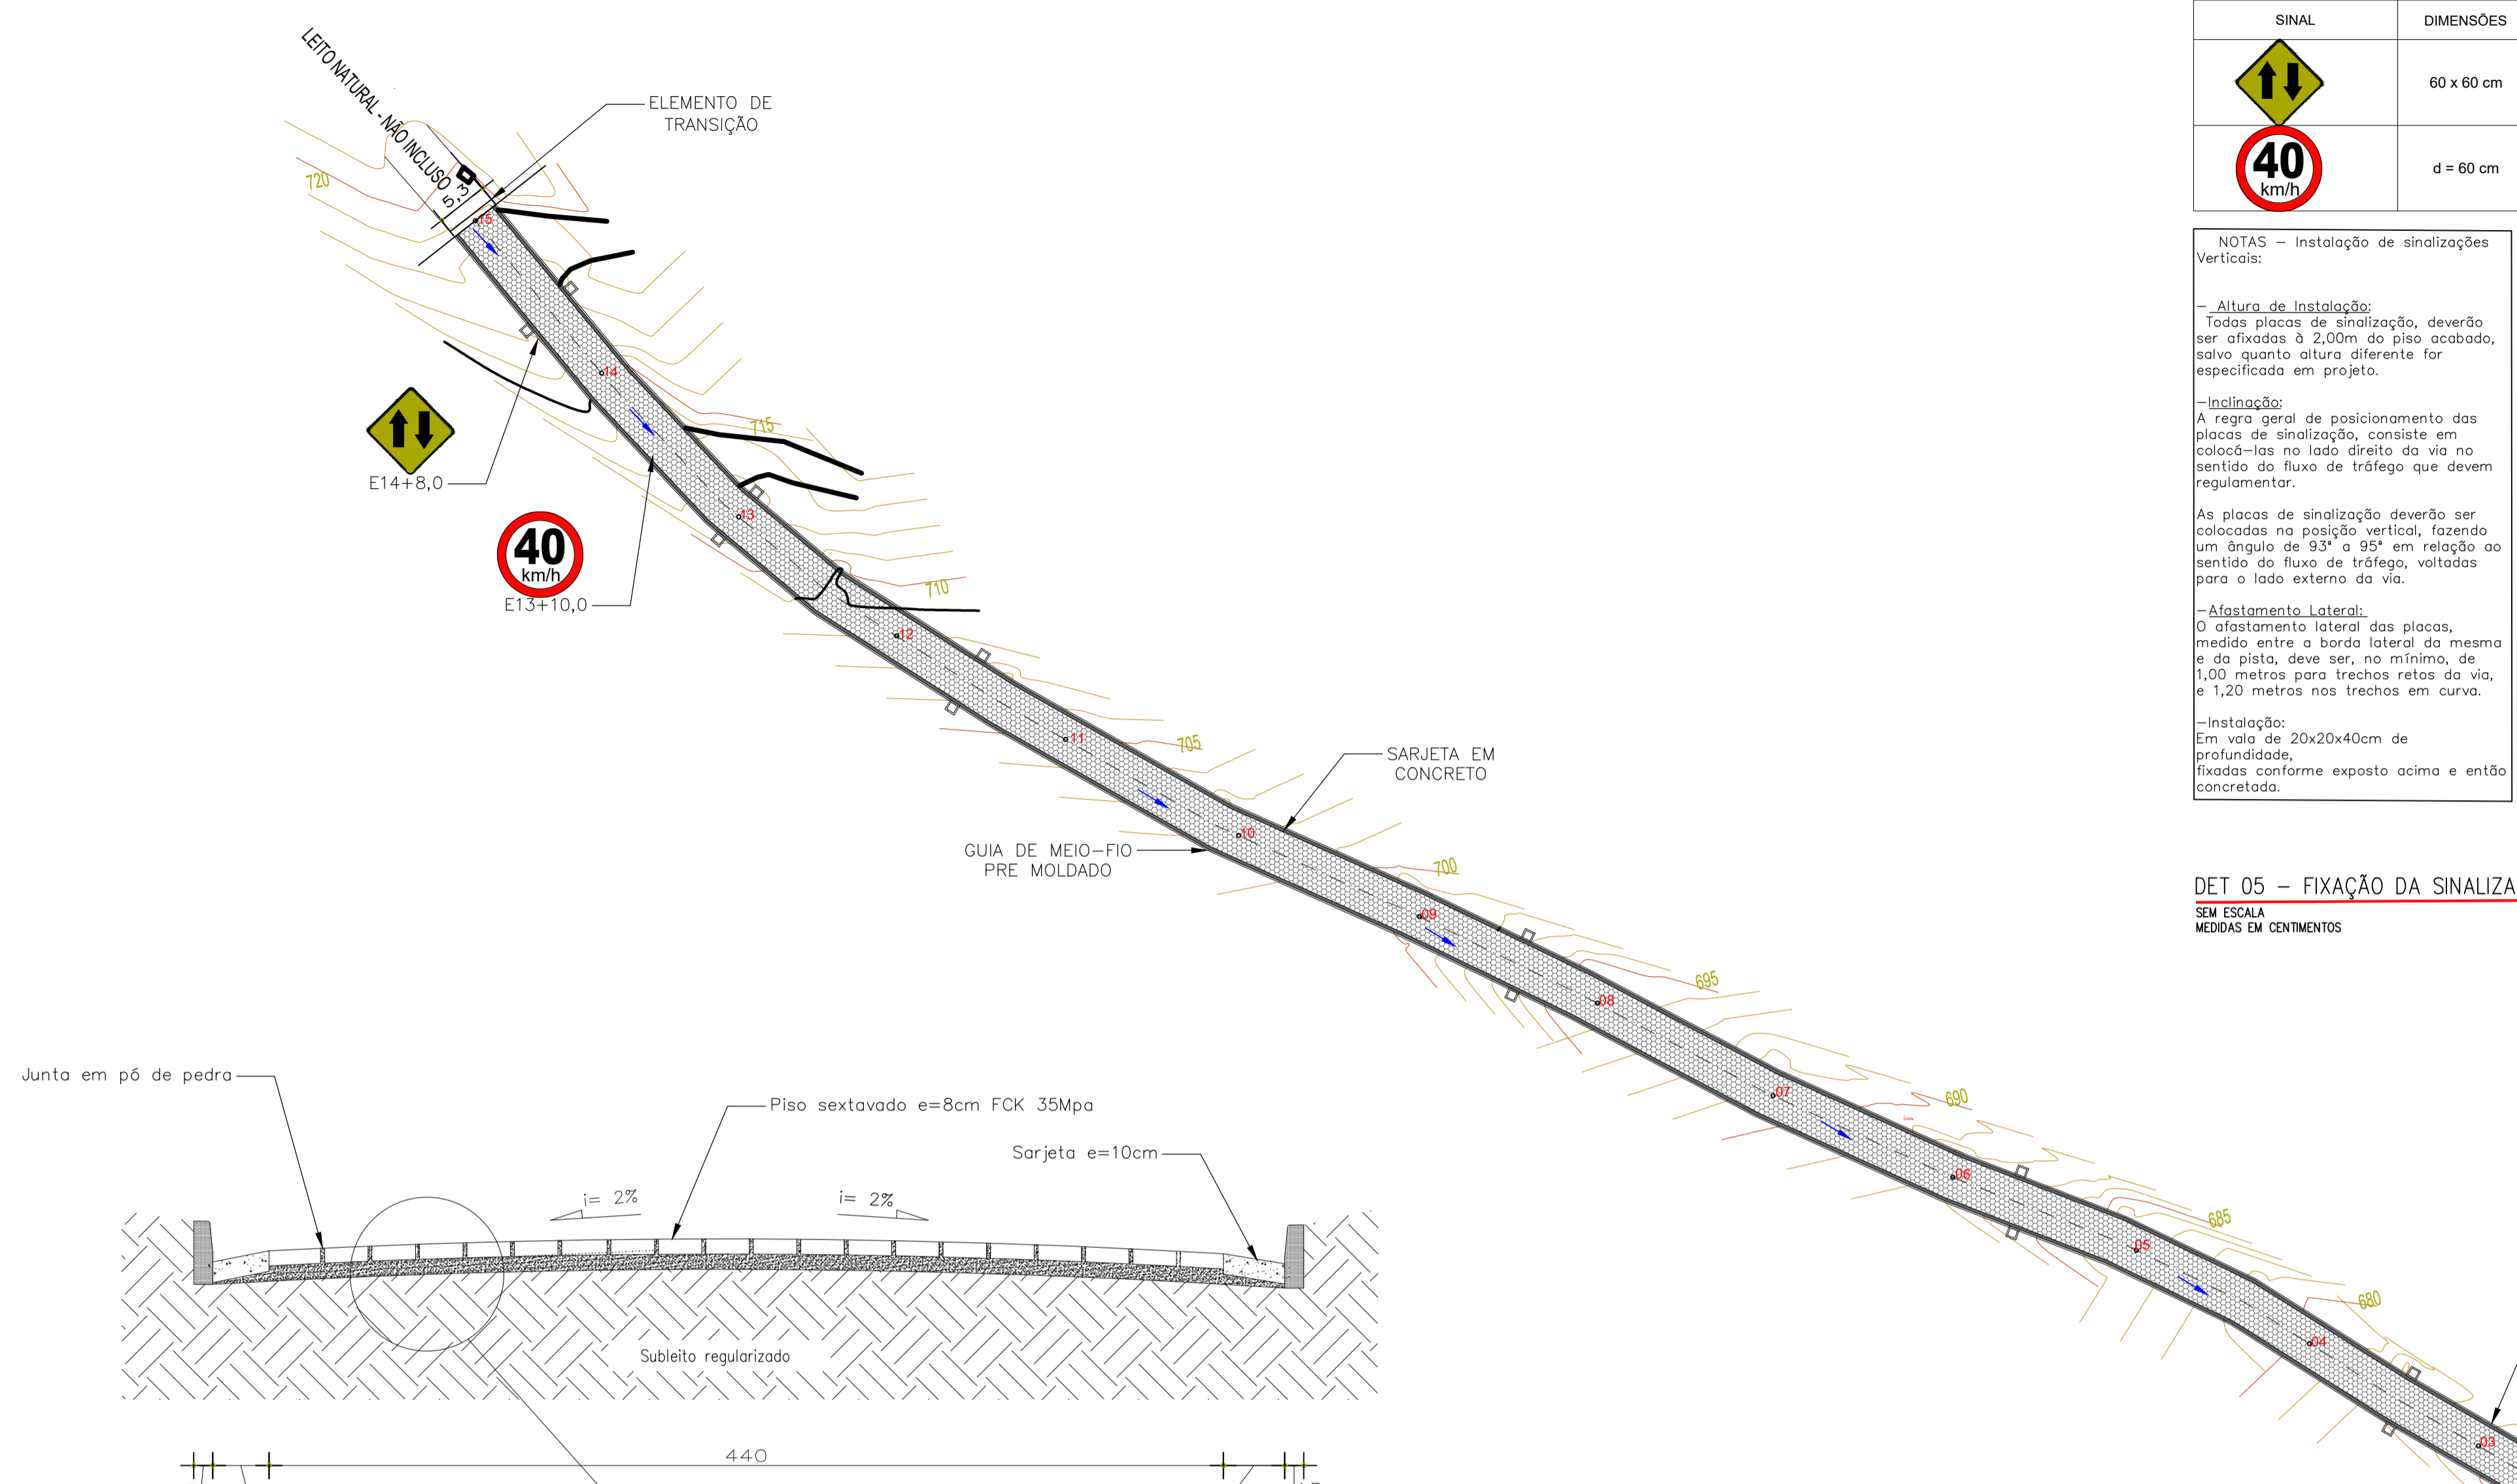 LEITO NATURAL - NÃO INCLUSO
5,3
ELEMENTO DE
TRANSIÇÃO
720
15
14
E14+8,0
715
40
km/h
E13+10,0
13
710
12
11
705
SARJETA EM
CONCRETO
10
GUIA DE MEIO-FIO
PRE MOLDADO
700
09
695
08
07
690
06
685
05
680
04
03
SINAL DIMENSÕES
60 x 60 cm
40
km/h
d = 60 cm
NOTAS - Instalação de sinalizações
Verticais:
- Altura de Instalação:
Todas placas de sinalização, deverão
ser afixadas à 2,00m do piso acabado,
salvo quanto altura diferente for
especificada em projeto.
-Inclinação:
A regra geral de posicionamento das
placas de sinalização, consiste em
colocá-las no lado direito da via no
sentido do fluxo de tráfego que devem
regulamentar.
As placas de sinalização deverão ser
colocadas na posição vertical, fazendo
um ângulo de 93° a 95° em relação ao
sentido do fluxo de tráfego, voltadas
para o lado externo da via.
-Afastamento Lateral:
O afastamento lateral das placas,
medido entre a borda lateral da mesma
e da pista, deve ser, no mínimo, de
1,00 metros para trechos retos da via,
e 1,20 metros nos trechos em curva.
-Instalação:
Em vala de 20x20x40cm de
profundidade,
fixadas conforme exposto acima e então
concretada.
DET 05 - FIXAÇÃO DA SINALIZA
SEM ESCALA
MEDIDAS EM CENTIMENTOS
Junta em pó de pedra
Piso sextavado e=8cm FCK 35Mpa
Sarjeta e=10cm
i= 2%
i= 2%
Subleito regularizado
440